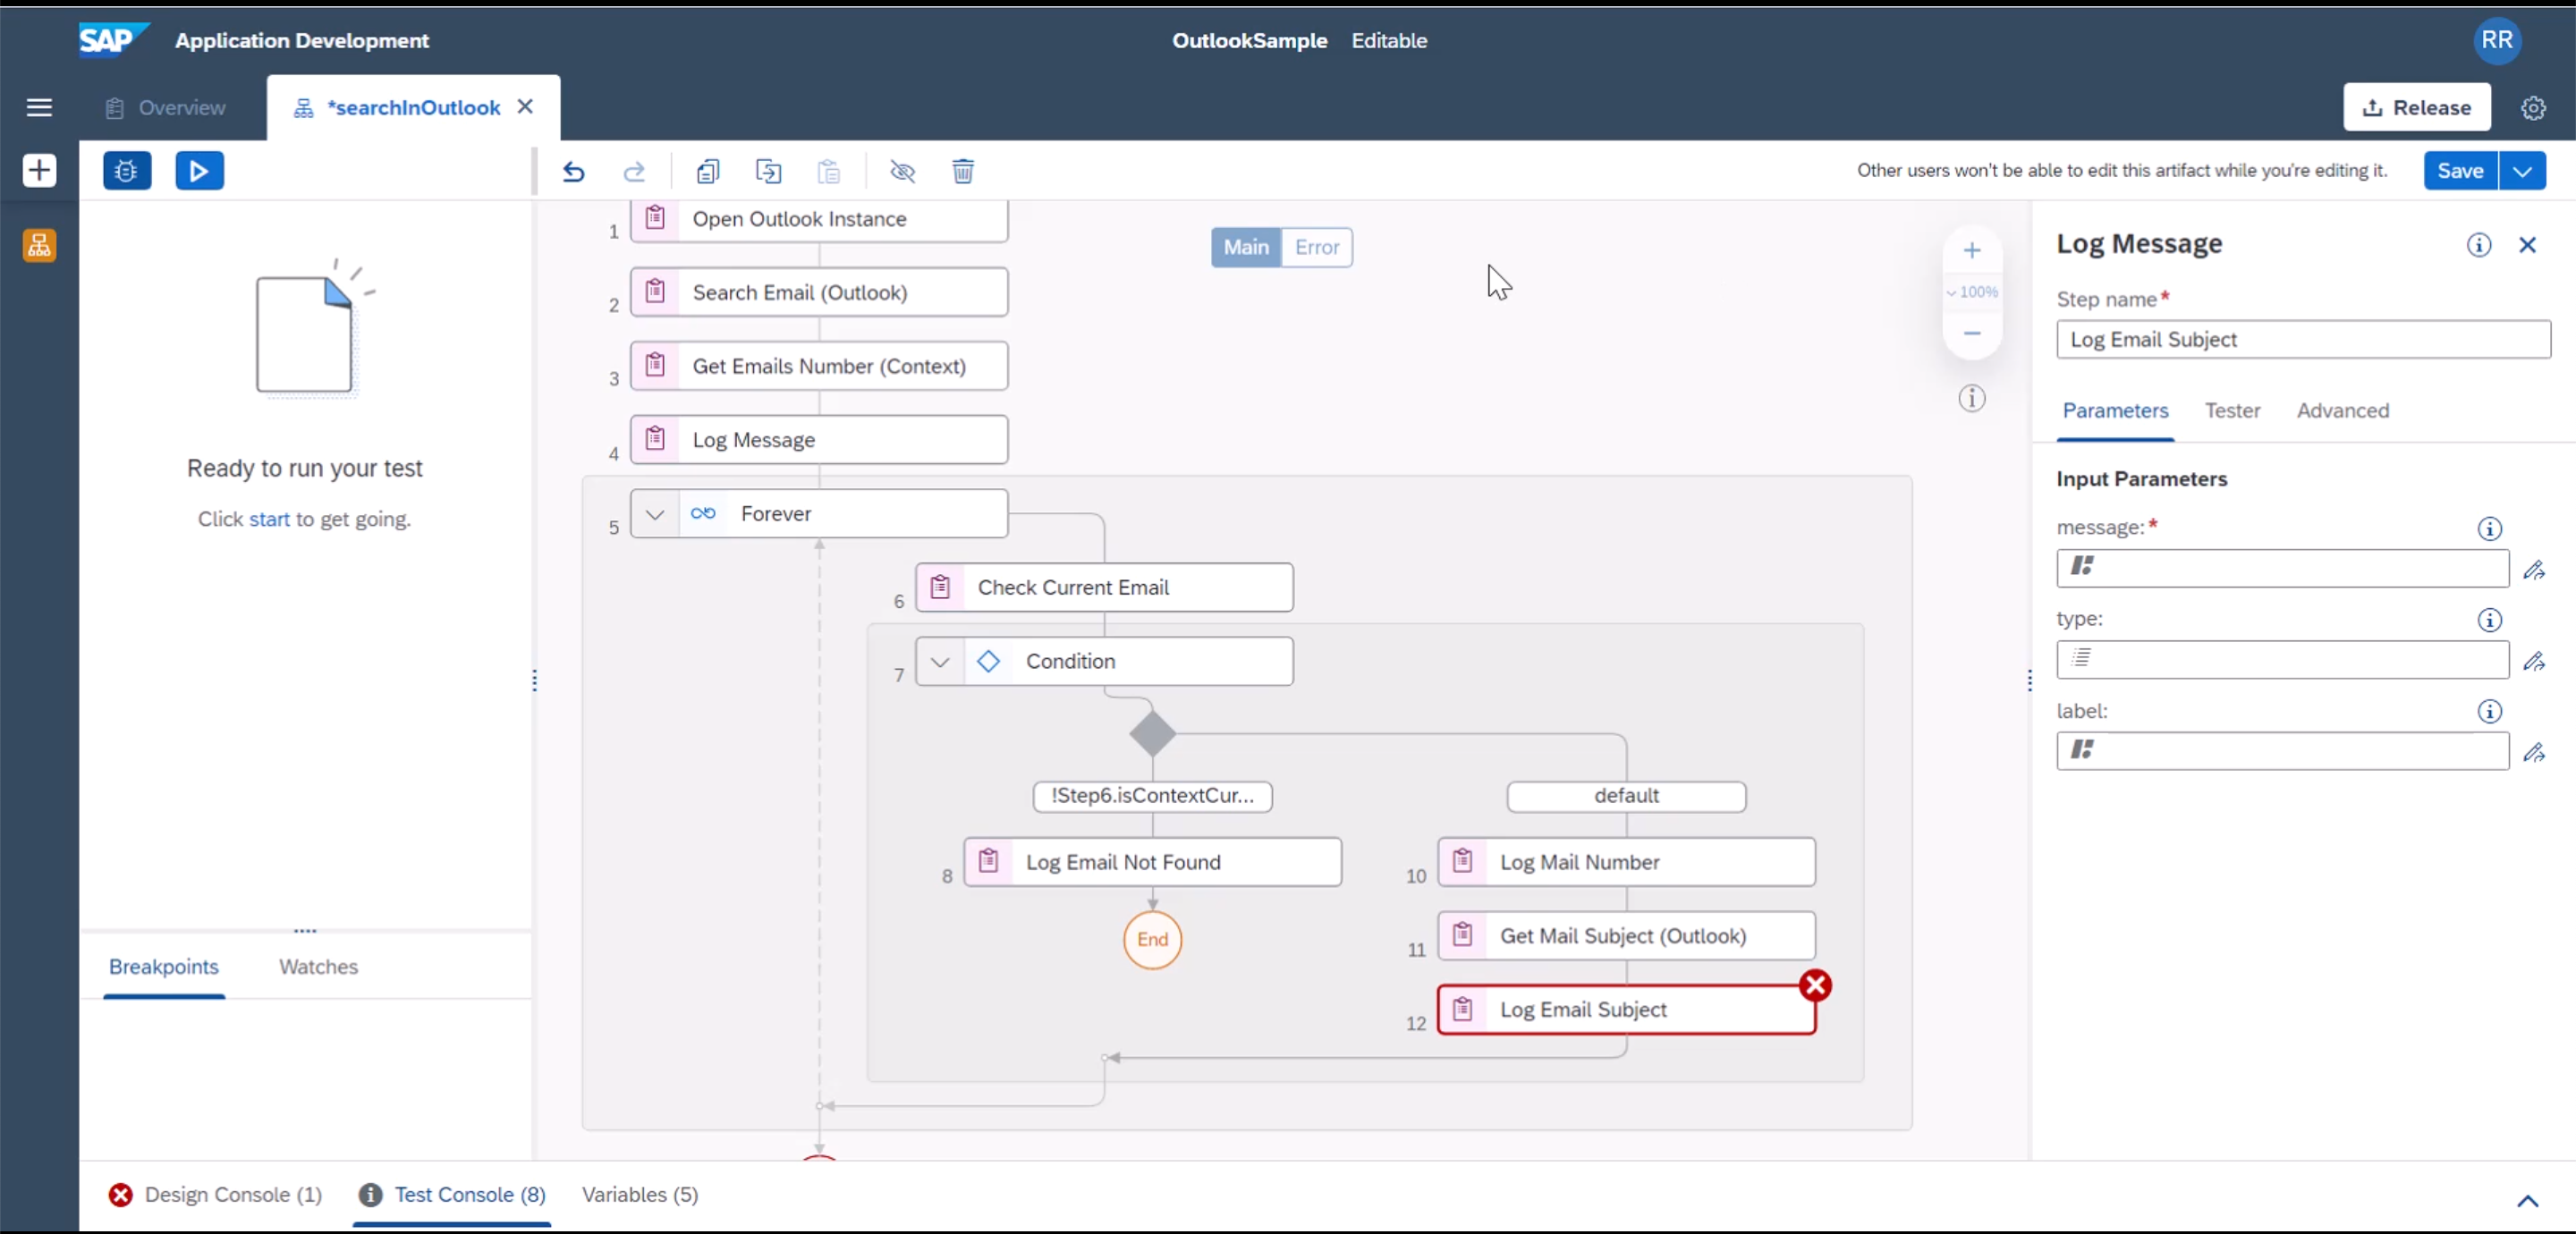 SAP Application Development
OutlookSample Editable
RR
Overview
*searchInOutlook
Release
Other users won't be able to edit this artifact while you're editing it.
Save
Ready to run your test
Click start to get going.
Breakpoints
Watches
Main
Error
100%
1 Open Outlook Instance
2 Search Email (Outlook)
3 Get Emails Number (Context)
4 Log Message
5 Forever
6 Check Current Email
7 Condition
!Step6.isContextCur...
default
8 Log Email Not Found
End
10 Log Mail Number
11 Get Mail Subject (Outlook)
12 Log Email Subject
Log Message
Step name*
Log Email Subject
Parameters
Tester
Advanced
Input Parameters
message:*
type:
label:
Design Console (1)
Test Console (8)
Variables (5)